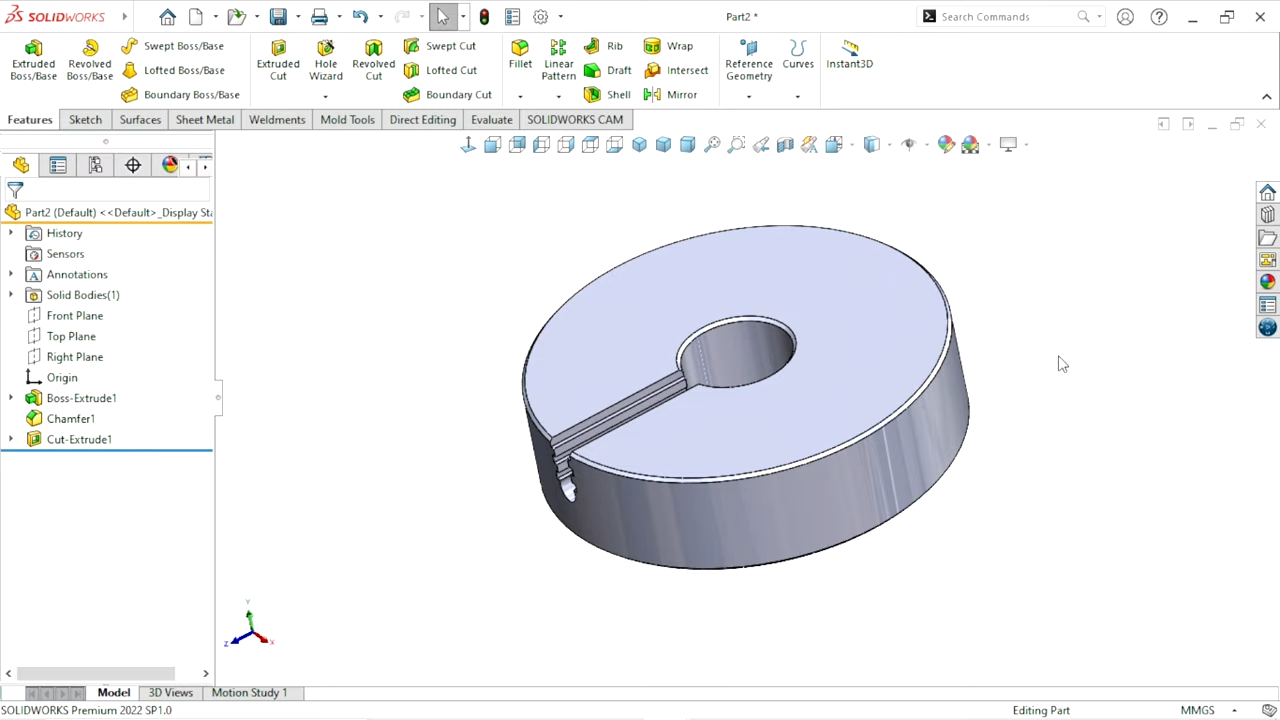 SOLIDWORKS
Part2 *
Search Commands
Extruded Boss/Base
Revolved Boss/Base
Swept Boss/Base
Lofted Boss/Base
Boundary Boss/Base
Extruded Cut
Hole Wizard
Revolved Cut
Swept Cut
Lofted Cut
Boundary Cut
Fillet
Linear Pattern
Rib
Draft
Shell
Wrap
Intersect
Mirror
Reference Geometry
Curves
Instant3D
Features
Sketch
Surfaces
Sheet Metal
Weldments
Mold Tools
Direct Editing
Evaluate
SOLIDWORKS CAM
Part2 (Default) <<Default>_Display Sta
History
Sensors
Annotations
Solid Bodies(1)
Front Plane
Top Plane
Right Plane
Origin
Boss-Extrude1
Chamfer1
Cut-Extrude1
Y
Z
X
Model
3D Views
Motion Study 1
SOLIDWORKS Premium 2022 SP1.0
Editing Part
MMGS